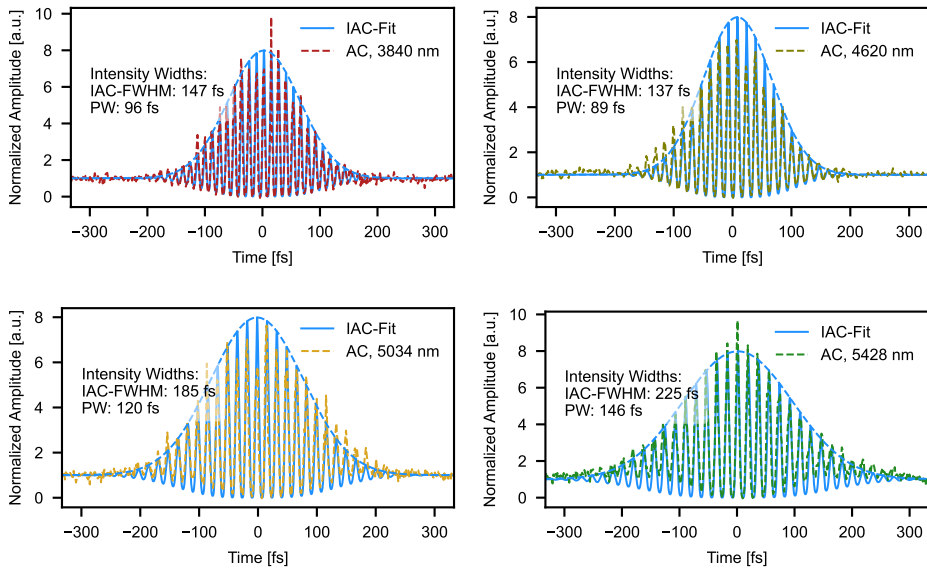 Normalized Amplitude [a.u.]
10
8
6
4
2
0
IAC-Fit
AC, 3840 nm
Intensity Widths:
IAC-FWHM: 147 fs
PW: 96 fs
−300
−200
−100
0
100
200
300
Time [fs]
Normalized Amplitude [a.u.]
8
6
4
2
0
IAC-Fit
AC, 4620 nm
Intensity Widths:
IAC-FWHM: 137 fs
PW: 89 fs
−300
−200
−100
0
100
200
300
Time [fs]
Normalized Amplitude [a.u.]
8
6
4
2
0
IAC-Fit
AC, 5034 nm
Intensity Widths:
IAC-FWHM: 185 fs
PW: 120 fs
−300
−200
−100
0
100
200
300
Time [fs]
Normalized Amplitude [a.u.]
10
8
6
4
2
0
IAC-Fit
AC, 5428 nm
Intensity Widths:
IAC-FWHM: 225 fs
PW: 146 fs
−300
−200
−100
0
100
200
300
Time [fs]